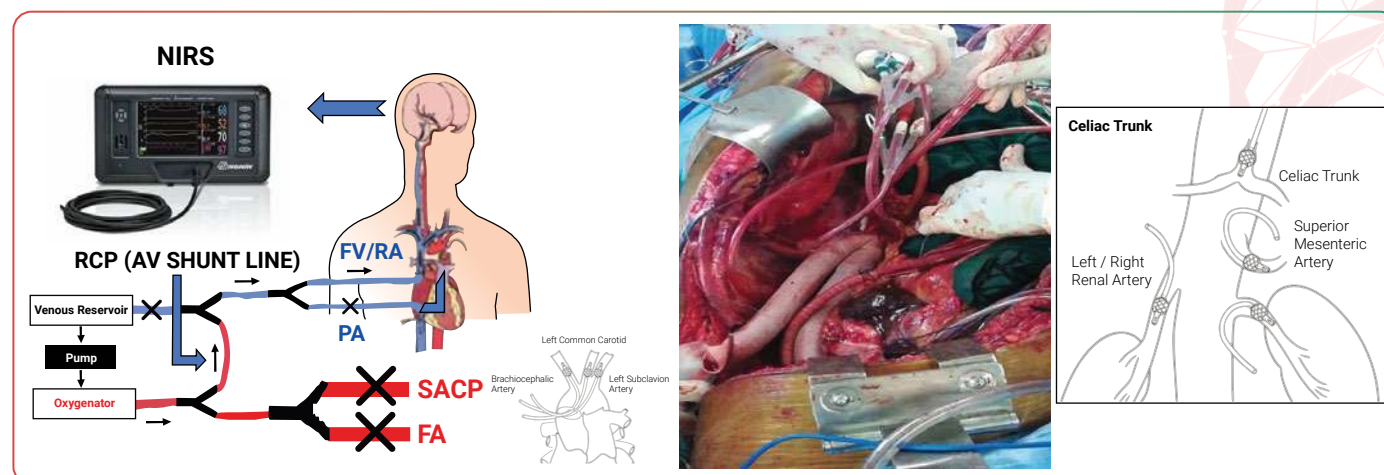 NIRS
NONIN
RCP (AV SHUNT LINE)
FV/RA
PA
Venous Reservoir
Pump
Oxygenator
SACP
FA
Left Common Carotid
Brachiocephalic
Artery
Left Subclavion
Artery
Celiac Trunk
Celiac Trunk
Superior
Mesenteric
Artery
Left / Right
Renal Artery